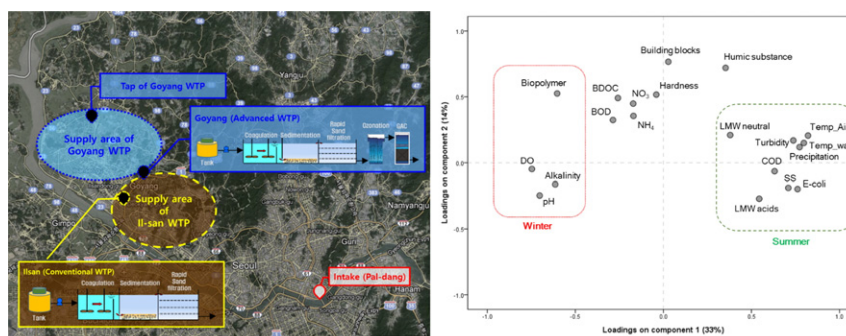 Yangju
Tap of Goyang WTP
Goyang (Advanced WTP)
Coagulation
Sedimentation
Rapid
Sand
filtration
Ozonation
GAC
Tank
Supply area of
Goyang WTP
Goyang
Supply area
of
Il-san WTP
Gimpo
Namyangju
Guri
Seoul
Hanam
Intake (Pal-dang)
Ilsan (Conventional WTP)
Coagulation
Sedimentation
Rapid
Sand
filtration
Tank
Loadings on component 2 (14%)
1.0
0.5
0.0
-0.5
-1.0
Building blocks
Humic substance
Biopolymer
BDOC
NO3
Hardness
BOD
NH4
LMW neutral
Temp_Ai
Turbidity
Temp_wa
Precipitation
DO
Alkalinity
pH
COD
SS
E-coli
LMW acids
Winter
Summer
-1.0
-0.5
0.0
0.5
1.0
Loadings on component 1 (33%)